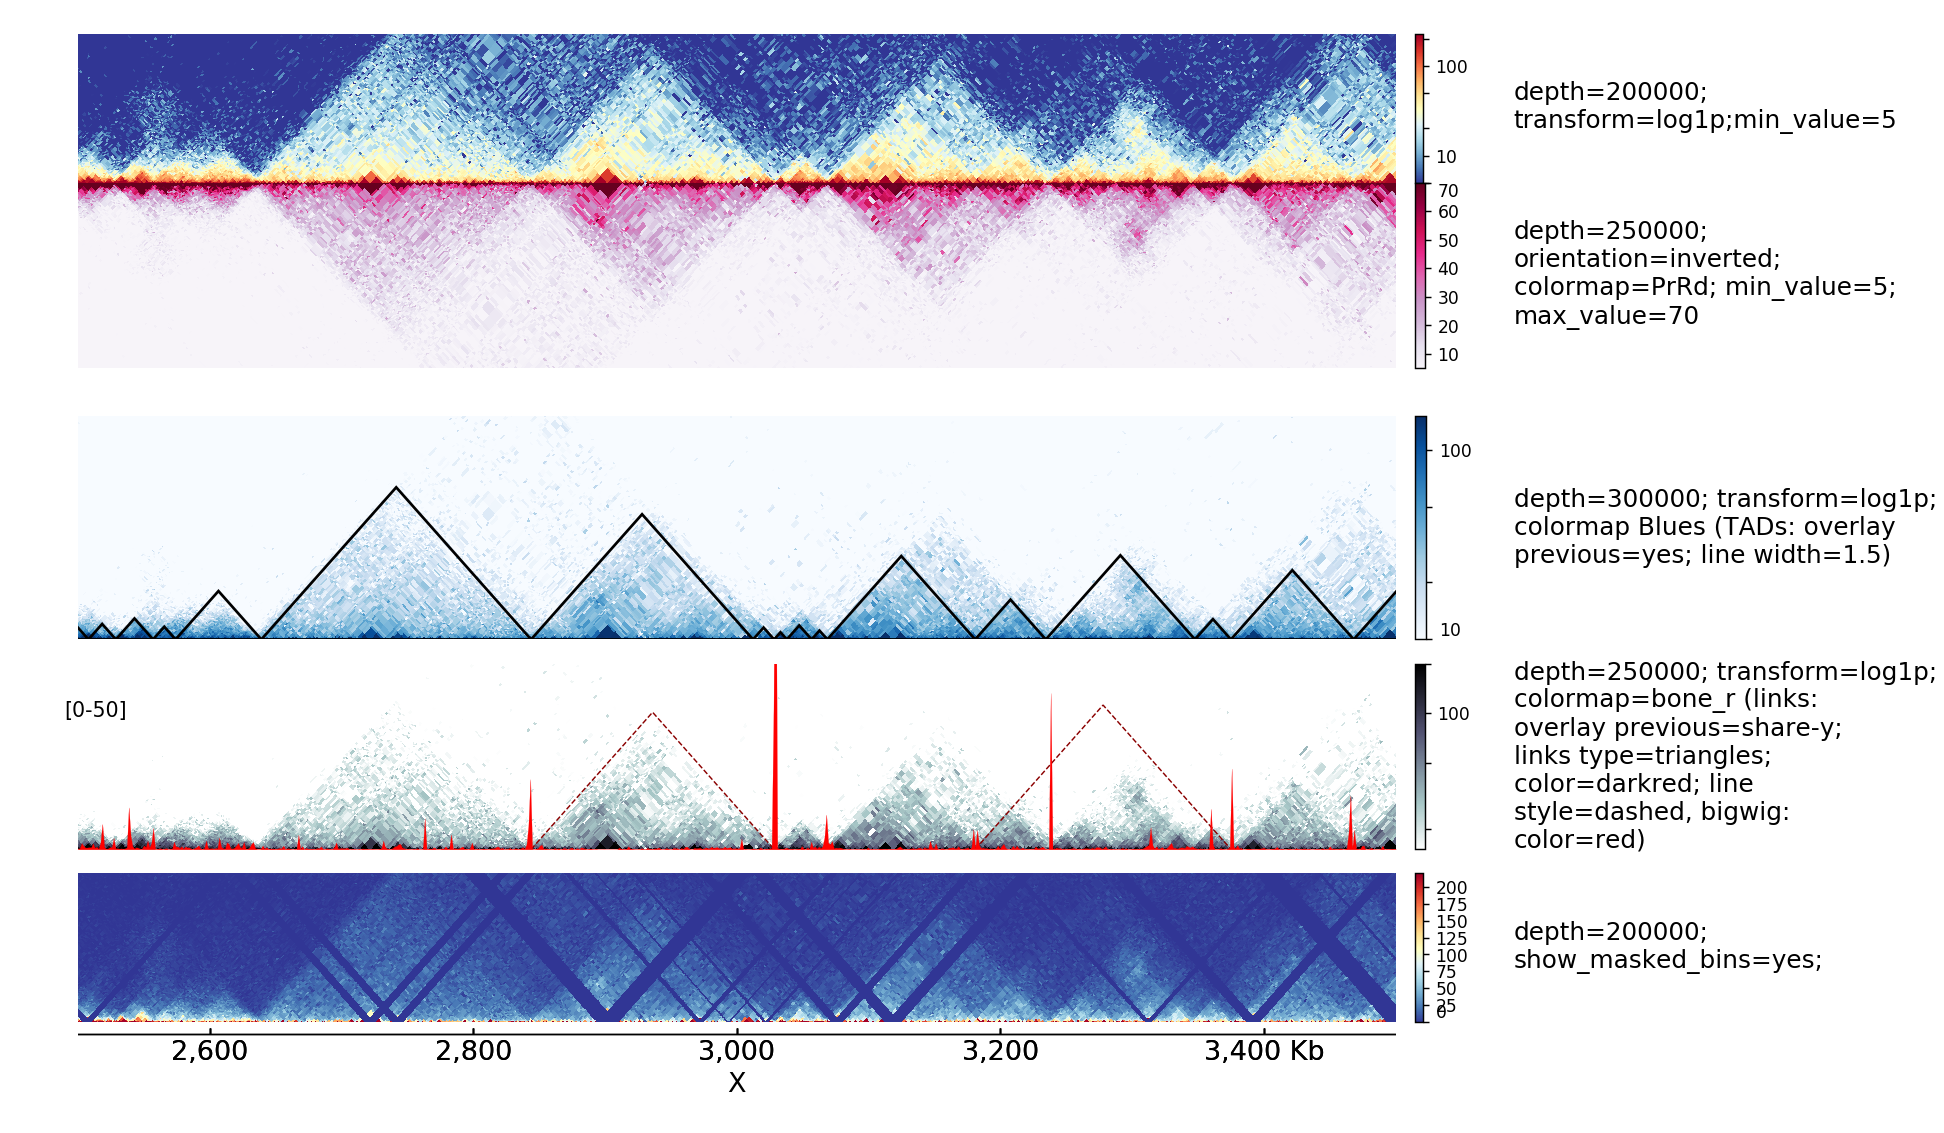 100
10
depth=200000;
transform=log1p;min_value=5
70
60
50
40
30
20
10
depth=250000;
orientation=inverted;
colormap=PrRd; min_value=5;
max_value=70
100
10
depth=300000; transform=log1p;
colormap Blues (TADs: overlay
previous=yes; line width=1.5)
[0-50]
100
depth=250000; transform=log1p;
colormap=bone_r (links:
overlay previous=share-y;
links type=triangles;
color=darkred; line
style=dashed, bigwig:
color=red)
200
175
150
125
100
75
50
25
0
depth=200000;
show_masked_bins=yes;
2,600 2,800 3,000 3,200 3,400 Kb
X